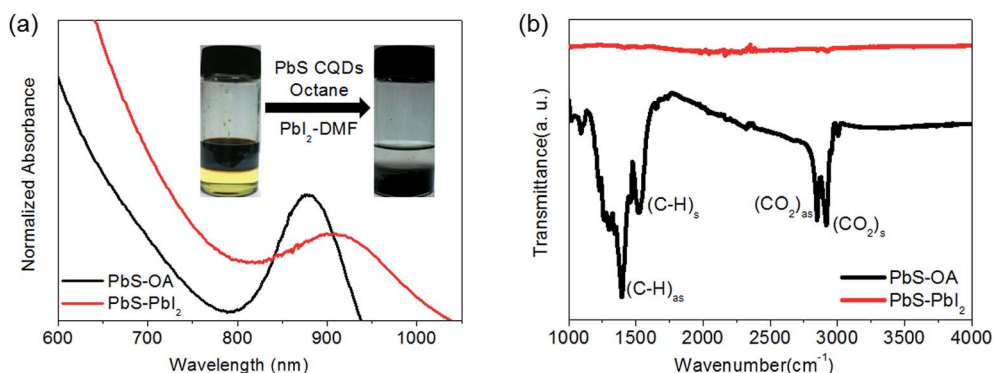 (a)
Normalized Absorbance
PbS CQDs
Octane
PbI₂-DMF
PbS-OA
PbS-PbI₂
600 700 800 900 1000
Wavelength (nm)
(b)
Transmittance(a. u.)
(C-H)ₛ
(CO₂)ₐₛ
(CO₂)ₛ
(C-H)ₐₛ
PbS-OA
PbS-PbI₂
1000 1500 2000 2500 3000 3500 4000
Wavenumber(cm⁻¹)